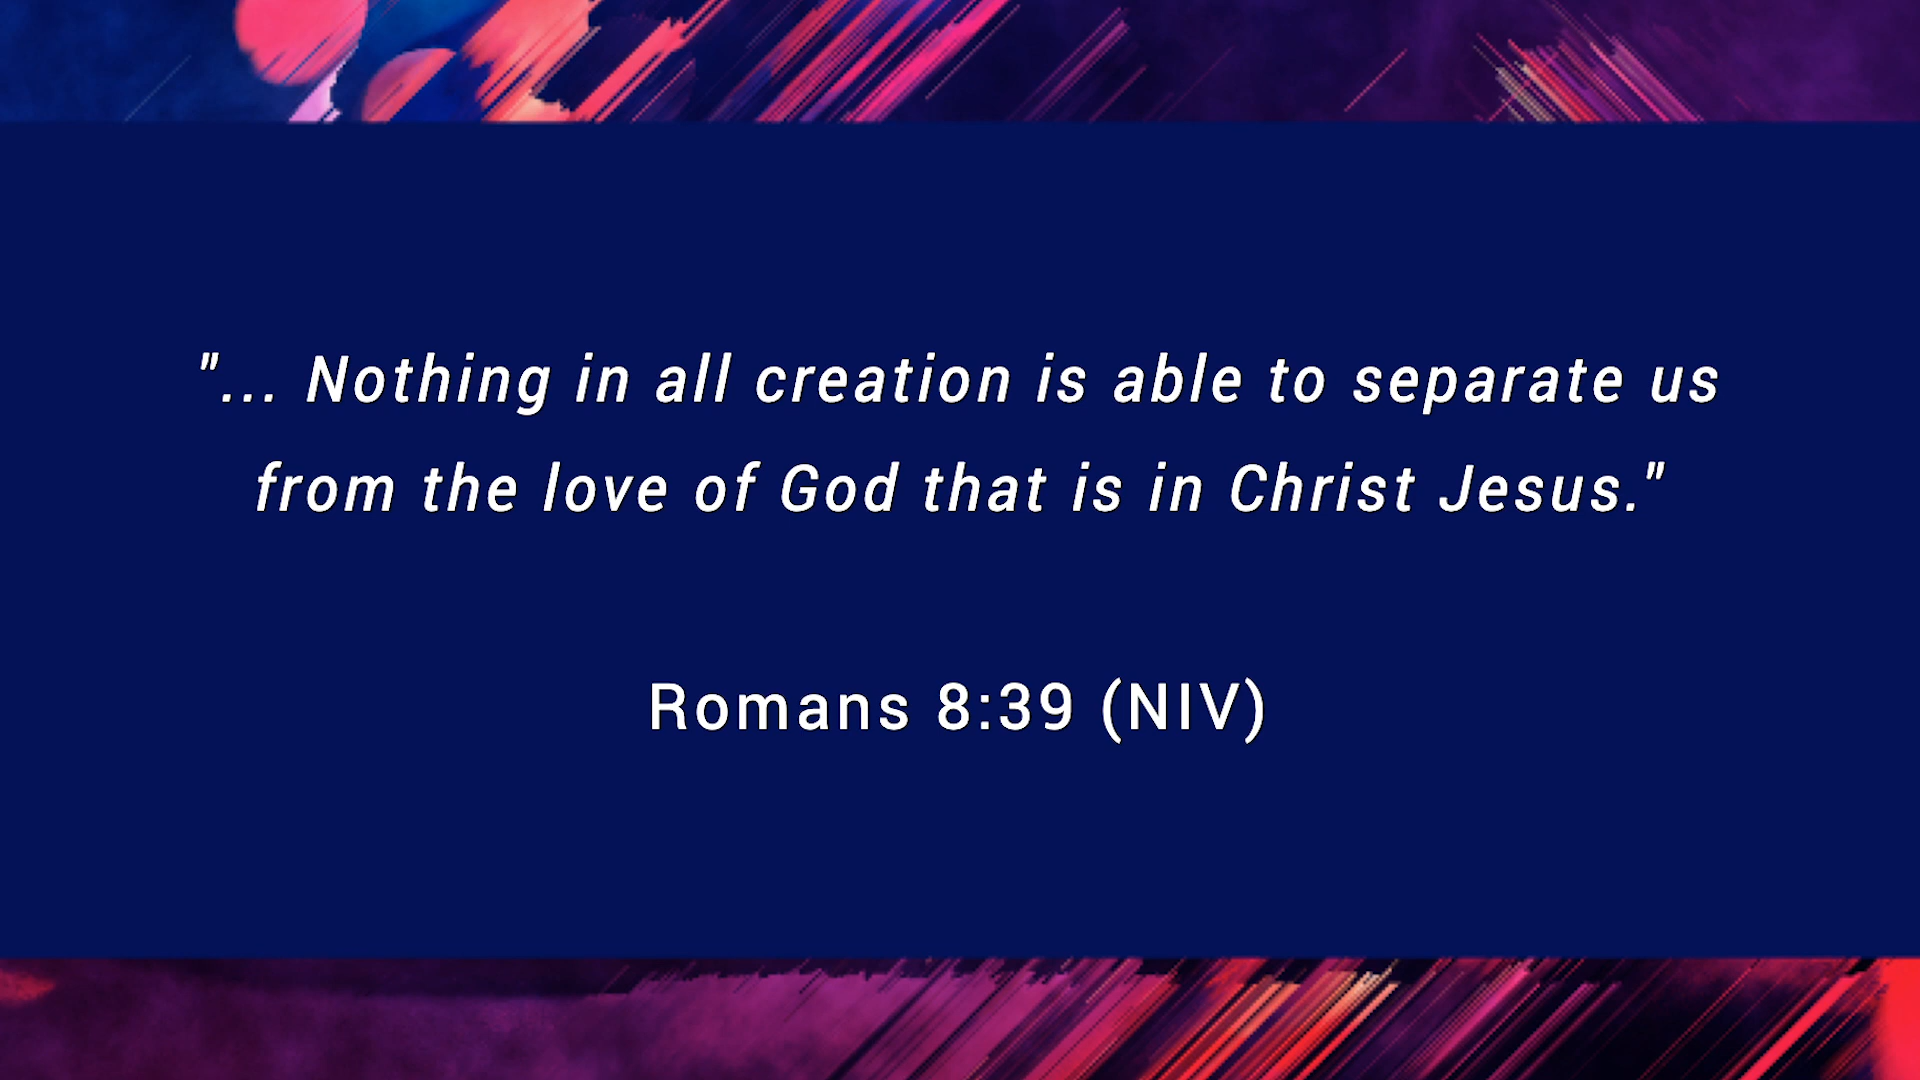 "... Nothing in all creation is able to separate us
from the love of God that is in Christ Jesus."
Romans 8:39 (NIV)